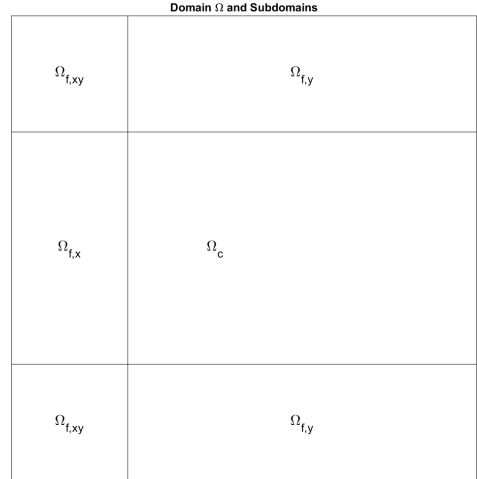 Domain Ω and Subdomains
Ω_{f,xy} Ω_{f,y}
Ω_{f,x} Ω_c
Ω_{f,xy} Ω_{f,y}